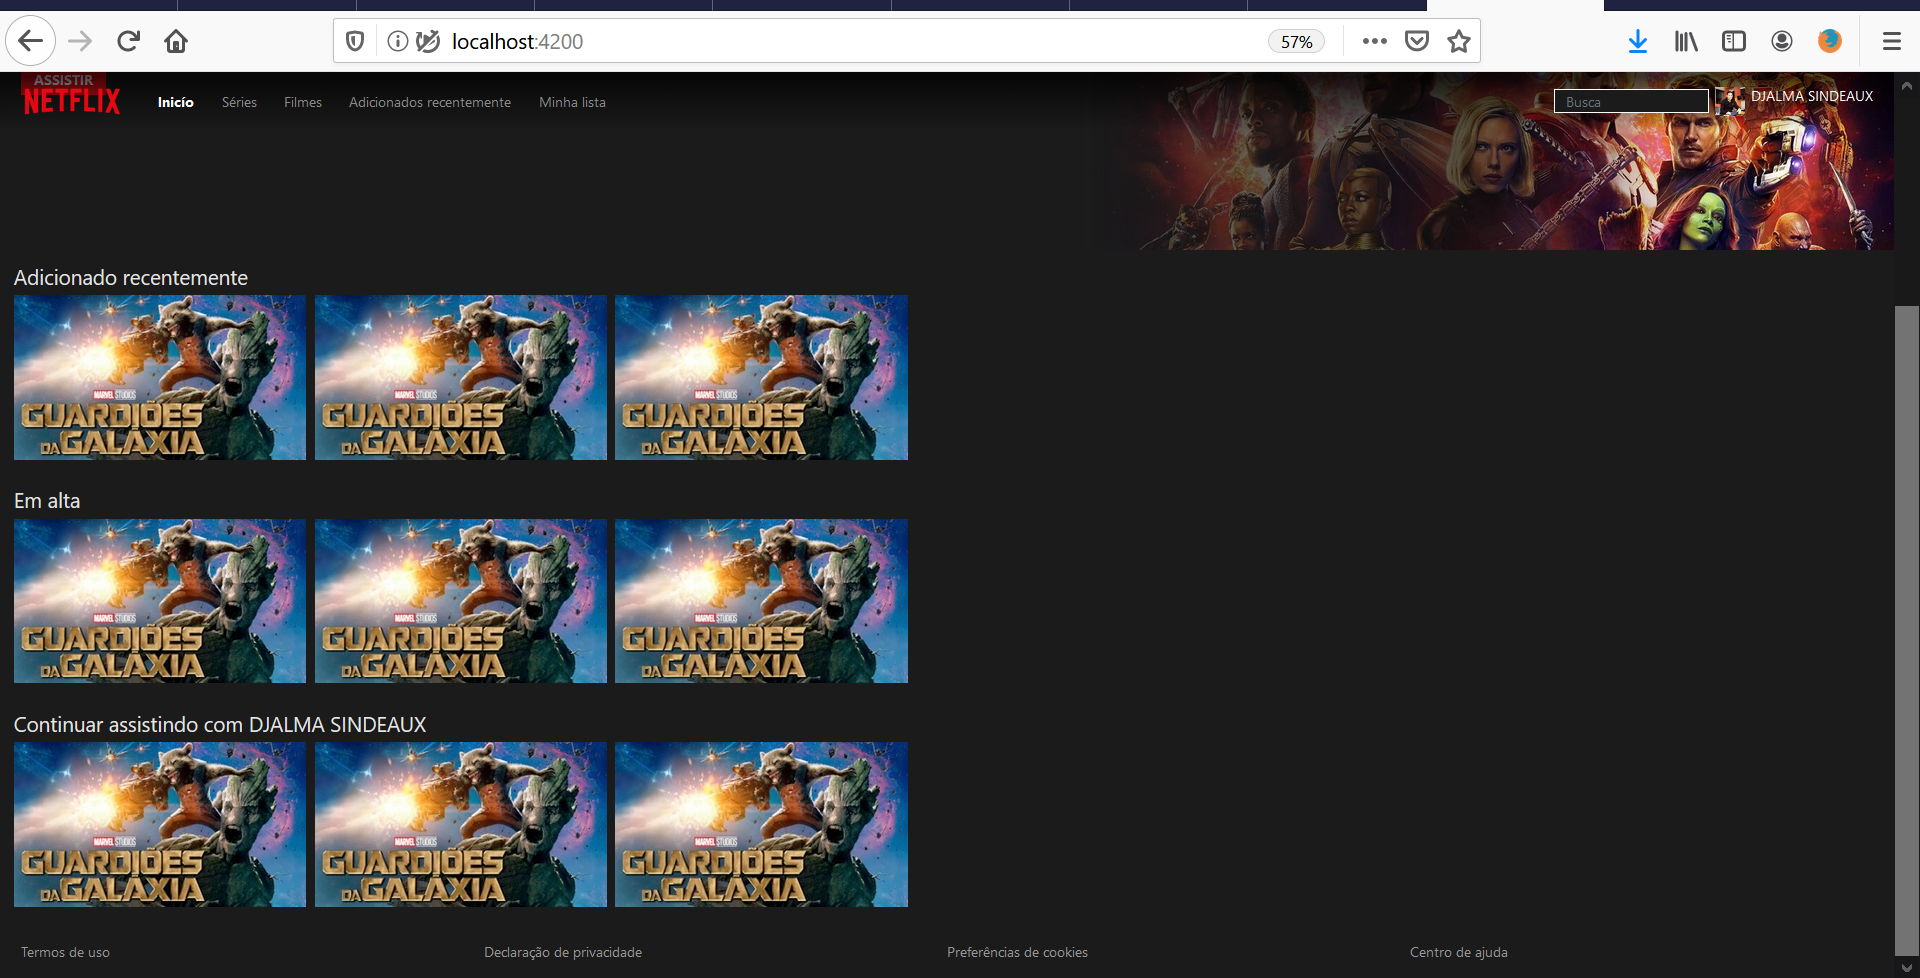 localhost:4200
57%
ASSISTIR
NETFLIX
Inicío
Séries
Filmes
Adicionados recentemente
Minha lista
Busca
DJALMA SINDEAUX
Adicionado recentemente
MARVEL STUDIOS
GUARDIÕES
DA GALÁXIA
MARVEL STUDIOS
GUARDIÕES
DA GALÁXIA
MARVEL STUDIOS
GUARDIÕES
DA GALÁXIA
Em alta
MARVEL STUDIOS
GUARDIÕES
DA GALÁXIA
MARVEL STUDIOS
GUARDIÕES
DA GALÁXIA
MARVEL STUDIOS
GUARDIÕES
DA GALÁXIA
Continuar assistindo com DJALMA SINDEAUX
MARVEL STUDIOS
GUARDIÕES
DA GALÁXIA
MARVEL STUDIOS
GUARDIÕES
DA GALÁXIA
MARVEL STUDIOS
GUARDIÕES
DA GALÁXIA
Termos de uso
Declaração de privacidade
Preferências de cookies
Centro de ajuda